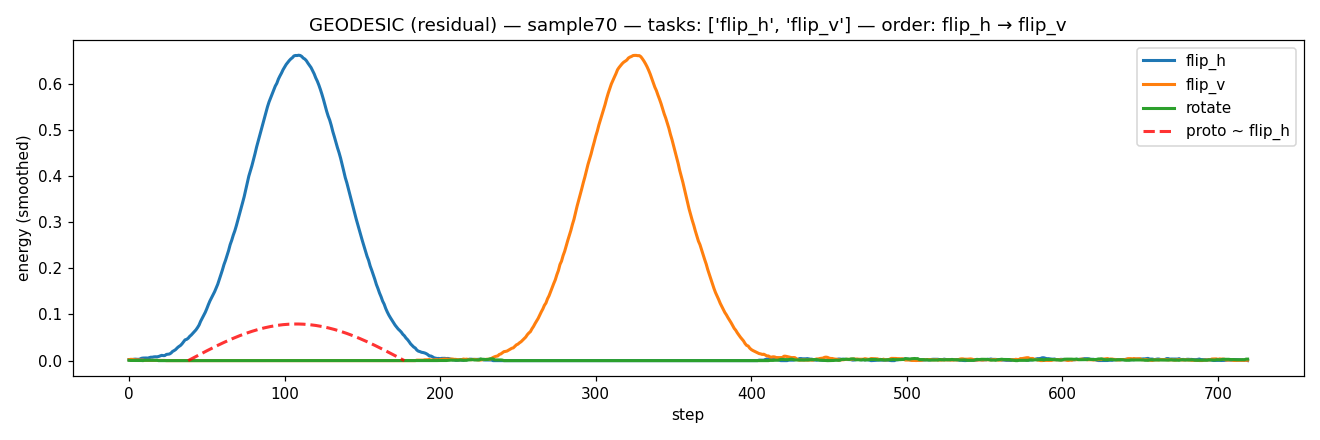 GEODESIC (residual) — sample70 — tasks: ['flip_h', 'flip_v'] — order: flip_h → flip_v
flip_h
flip_v
rotate
proto ~ flip_h
energy (smoothed)
0.6
0.5
0.4
0.3
0.2
0.1
0.0
0 100 200 300 400 500 600 700
step